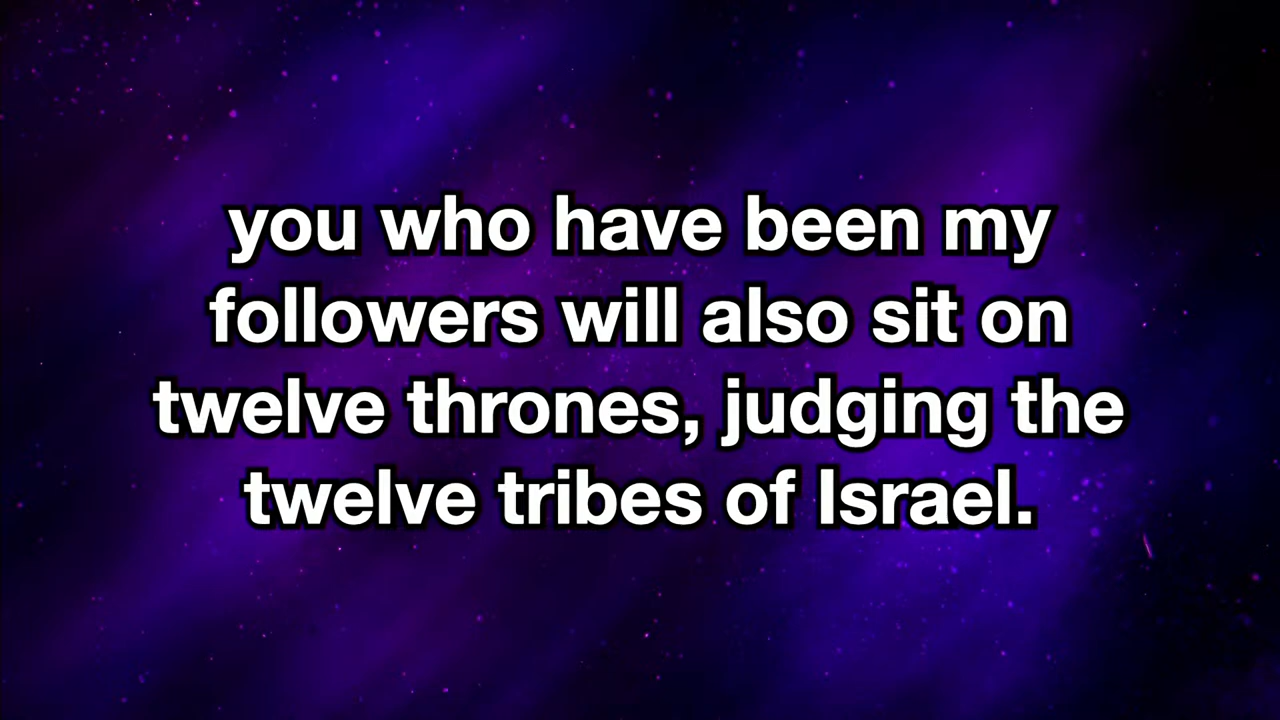 you who have been my
followers will also sit on
twelve thrones, judging the
twelve tribes of Israel.